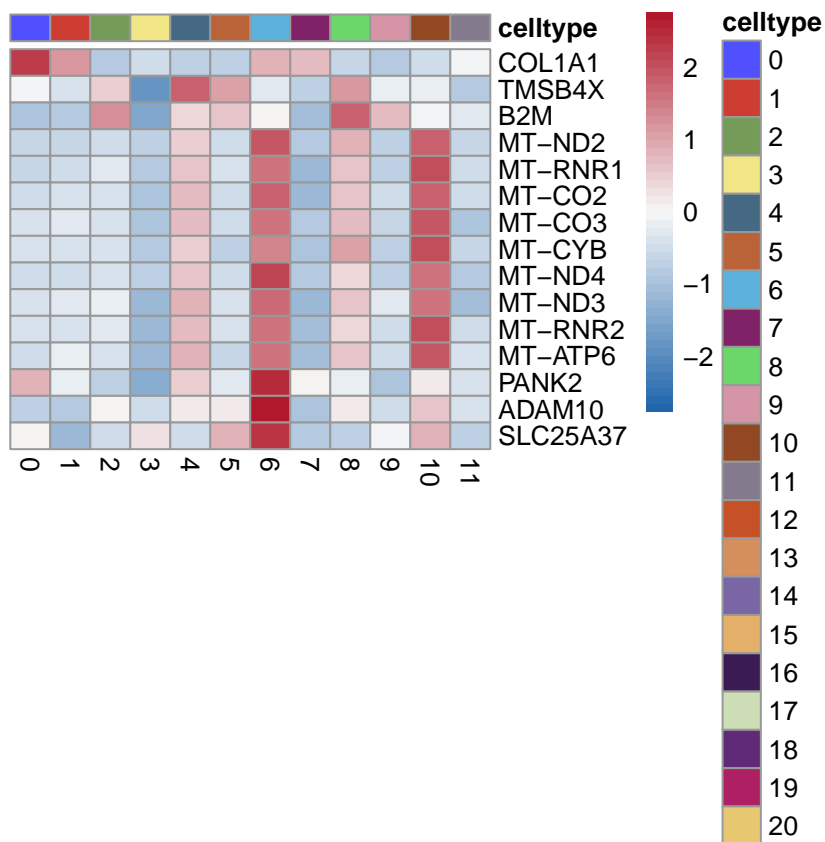 celltype
COL1A1
TMSB4X
B2M
MT−ND2
MT−RNR1
MT−CO2
MT−CO3
MT−CYB
MT−ND4
MT−ND3
MT−RNR2
MT−ATP6
PANK2
ADAM10
SLC25A37
0 1 2 3 4 5 6 7 8 9 10 11
2
1
0
−1
−2
celltype
0
1
2
3
4
5
6
7
8
9
10
11
12
13
14
15
16
17
18
19
20